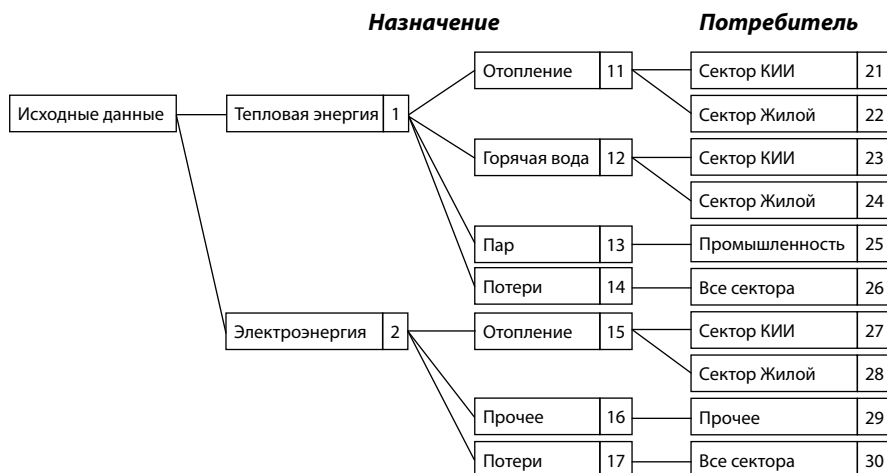 Назначение Потребитель
Отопление 11 Сектор КИИ 21
Исходные данные Тепловая энергия 1 Сектор Жилой 22
Горячая вода 12 Сектор КИИ 23
Сектор Жилой 24
Пар 13 Промышленность 25
Потери 14 Все сектора 26
Электроэнергия 2 Отопление 15 Сектор КИИ 27
Сектор Жилой 28
Прочее 16 Прочее 29
Потери 17 Все сектора 30